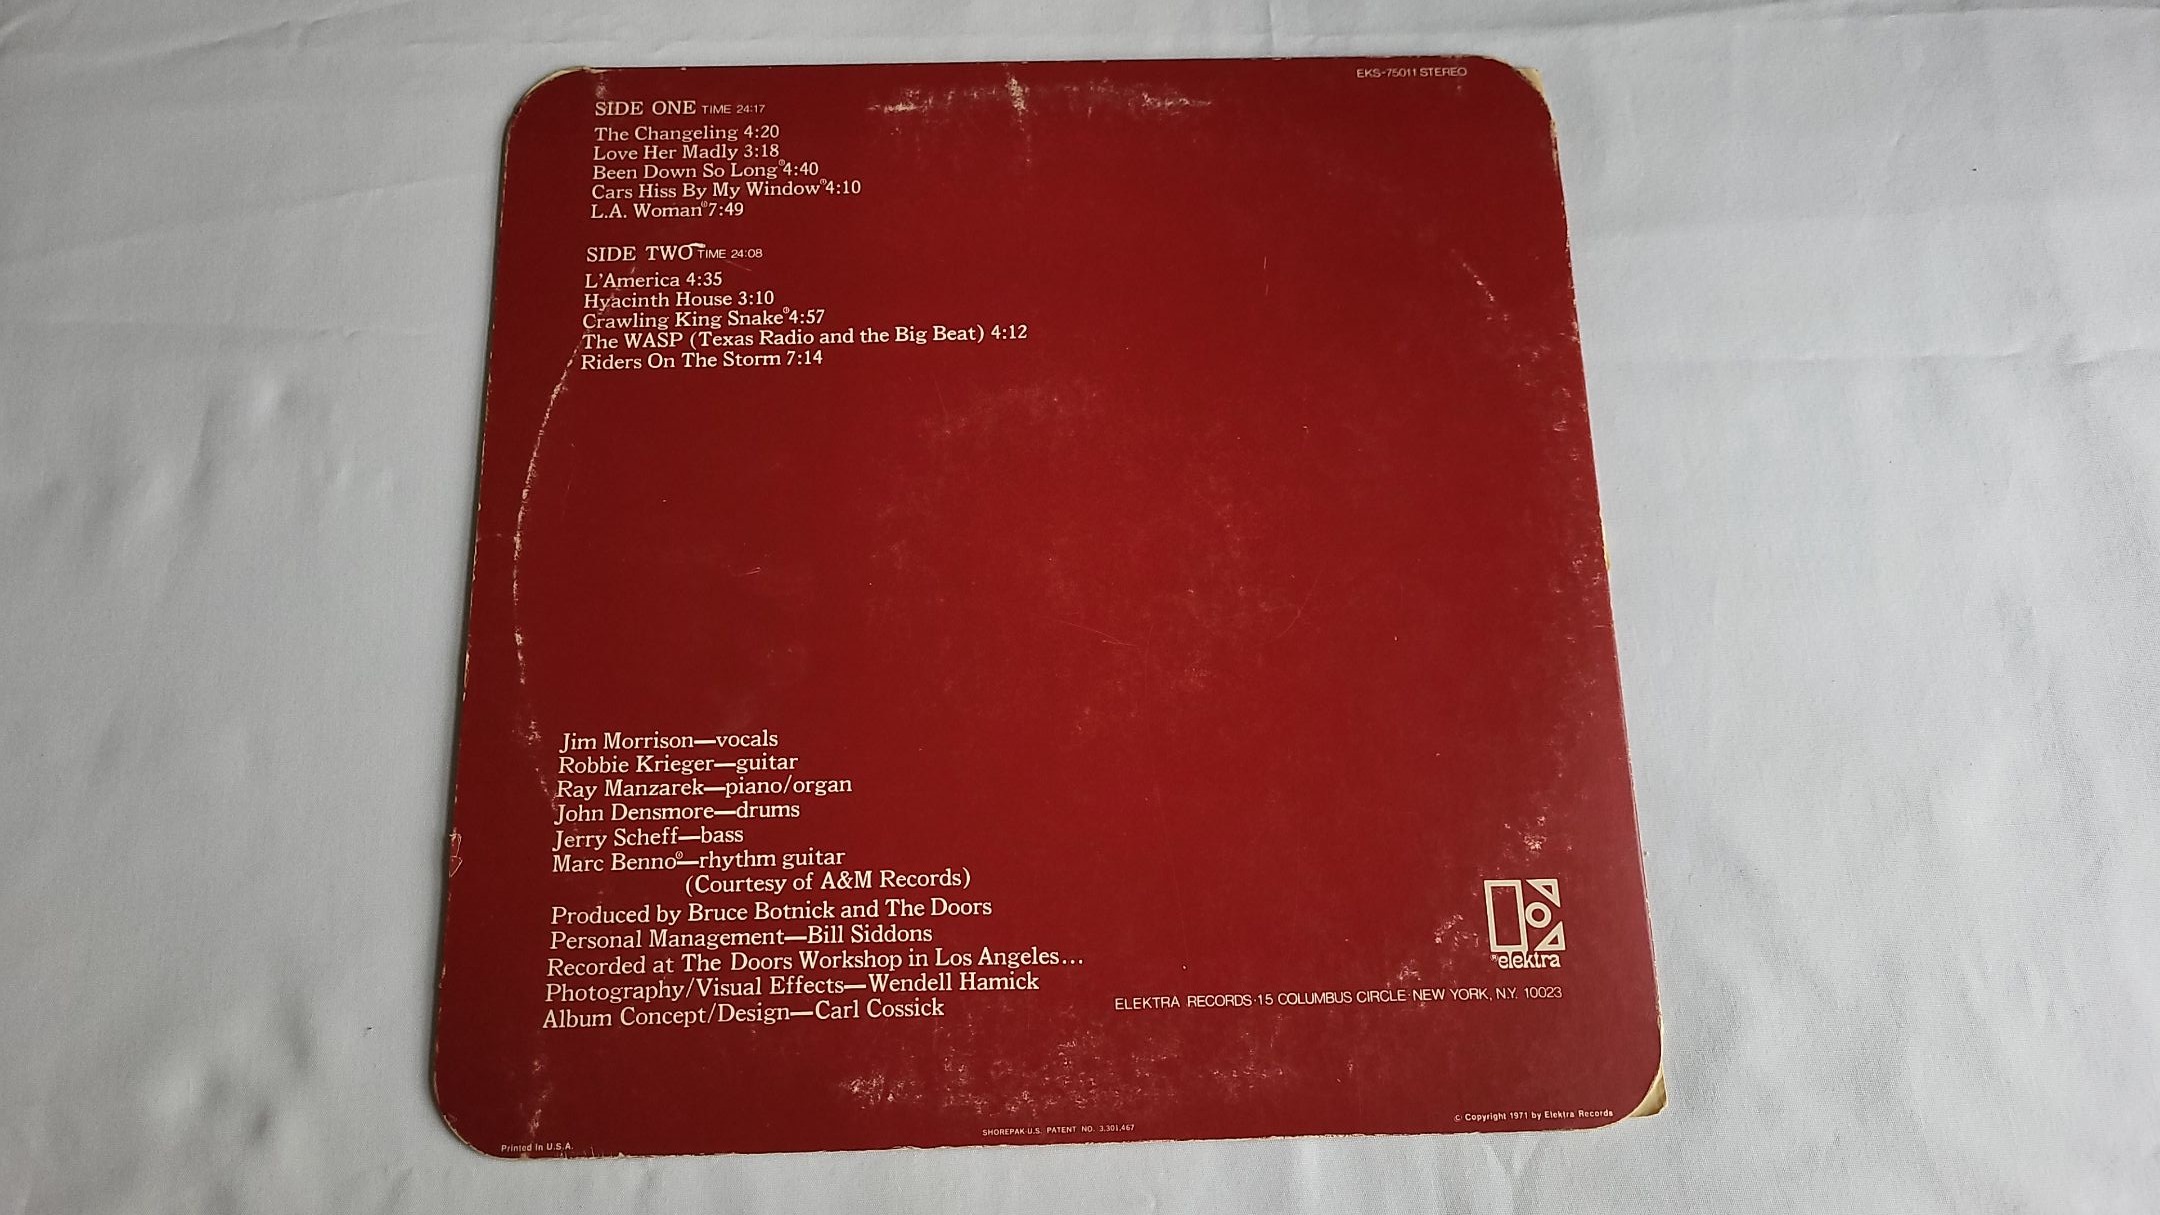 EKS-75011 STEREO
SIDE ONE TIME 24:17
The Changeling 4:20
Love Her Madly 3:18
Been Down So Long® 4:40
Cars Hiss By My Window® 4:10
L.A. Woman® 7:49
SIDE TWO TIME 24:08
L'America 4:35
Hyacinth House 3:10
Crawling King Snake® 4:57
The WASP (Texas Radio and the Big Beat) 4:12
Riders On The Storm 7:14
Jim Morrison—vocals
Robbie Krieger—guitar
Ray Manzarek—piano/organ
John Densmore—drums
Jerry Scheff—bass
Marc Benno®—rhythm guitar
(Courtesy of A&M Records)
Produced by Bruce Botnick and The Doors
Personal Management—Bill Siddons
Recorded at The Doors Workshop in Los Angeles...
Photography/Visual Effects—Wendell Hamick
Album Concept/Design—Carl Cossick
elektra
ELEKTRA RECORDS·15 COLUMBUS CIRCLE·NEW YORK, N.Y. 10023
© Copyright 1971 by Elektra Records
SHOREPAK-U.S. PATENT NO. 3,301,467
Printed In U.S.A.